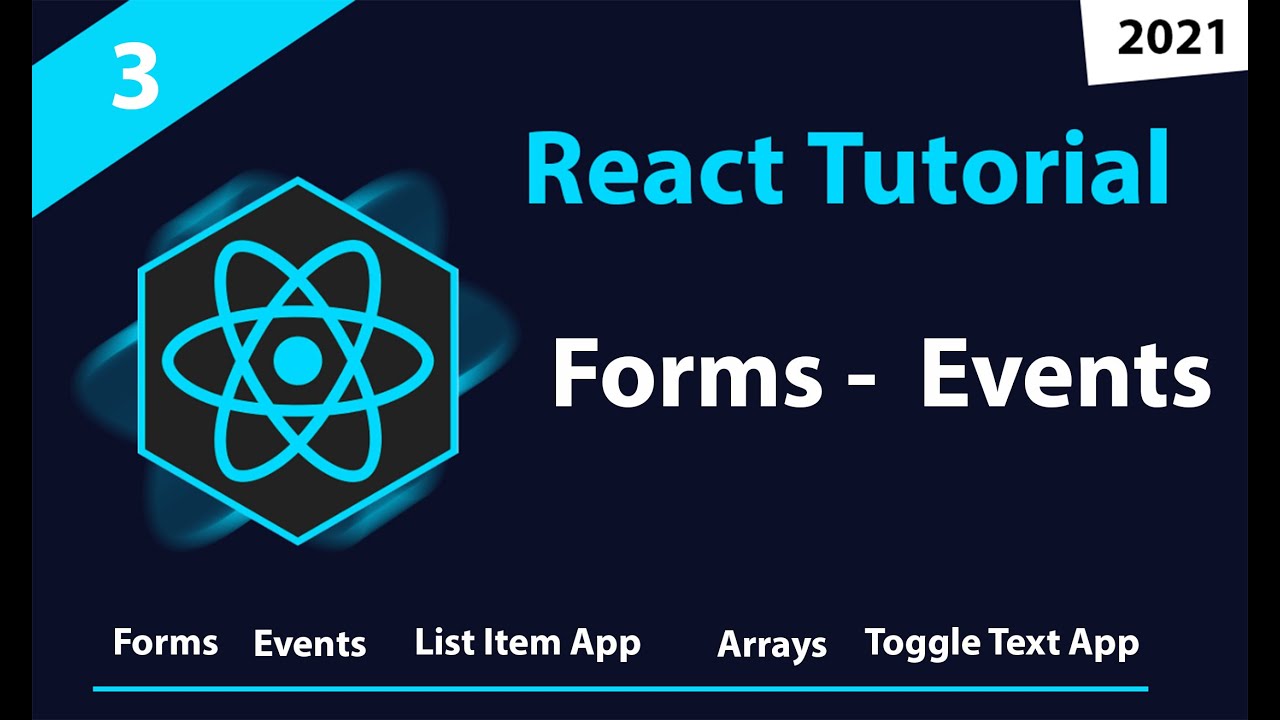 3
2021
React Tutorial
Forms - Events
Forms Events List Item App Arrays Toggle Text App